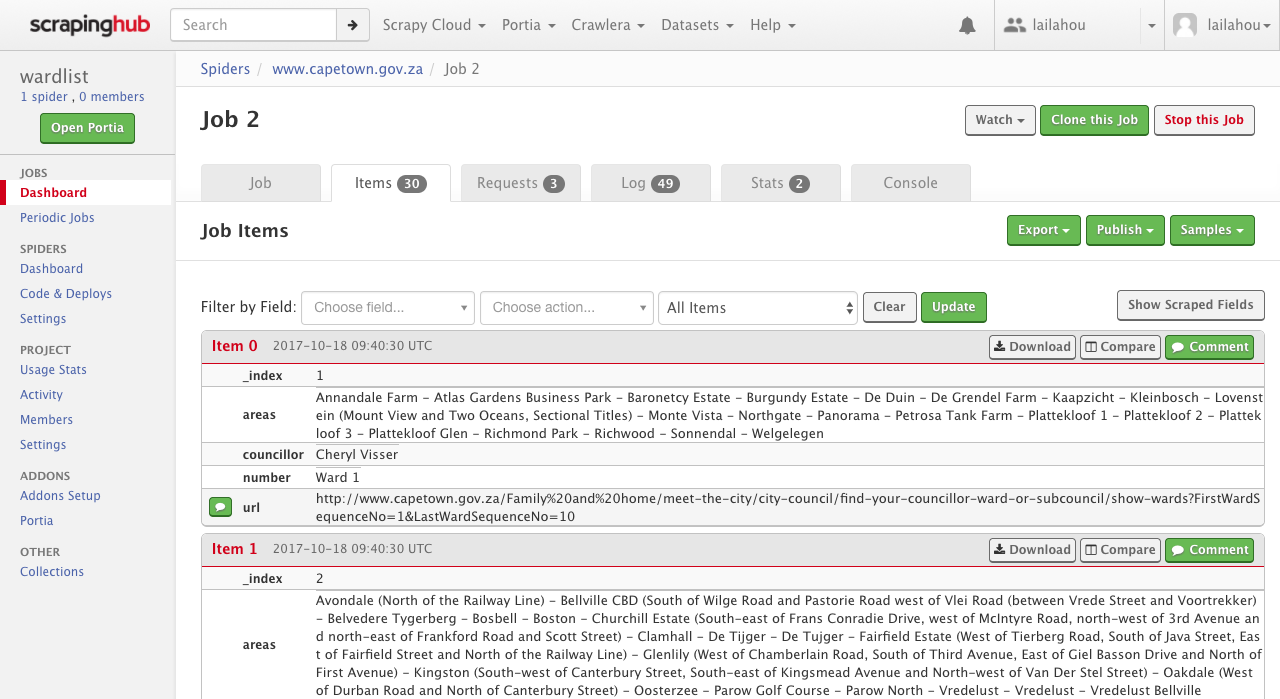 scrapinghub
Search
Scrapy Cloud
Portia
Crawlera
Datasets
Help
lailahou
lailahou
wardlist
1 spider , 0 members
Open Portia
JOBS
Dashboard
Periodic Jobs
SPIDERS
Dashboard
Code & Deploys
Settings
PROJECT
Usage Stats
Activity
Members
Settings
ADDONS
Addons Setup
Portia
OTHER
Collections
Spiders / www.capetown.gov.za / Job 2
Job 2
Watch
Clone this Job
Stop this Job
Job
Items 30
Requests 3
Log 49
Stats 2
Console
Job Items
Export
Publish
Samples
Filter by Field: Choose field... Choose action... All Items Clear Update
Show Scraped Fields
Item 0 2017-10-18 09:40:30 UTC Download Compare Comment
_index 1
areas
Annandale Farm – Atlas Gardens Business Park – Baronetcy Estate – Burgundy Estate – De Duin – De Grendel Farm – Kaapzicht – Kleinbosch – Lovenst
ein (Mount View and Two Oceans, Sectional Titles) – Monte Vista – Northgate – Panorama – Petrosa Tank Farm – Plattekloof 1 – Plattekloof 2 – Plattek
loof 3 – Plattekloof Glen – Richmond Park – Richwood – Sonnendal – Welgelegen
councillor Cheryl Visser
number Ward 1
url
http://www.capetown.gov.za/Family%20and%20home/meet-the-city/city-council/find-your-councillor-ward-or-subcouncil/show-wards?FirstWardS
equenceNo=1&LastWardSequenceNo=10
Item 1 2017-10-18 09:40:30 UTC Download Compare Comment
_index 2
areas
Avondale (North of the Railway Line) – Bellville CBD (South of Wilge Road and Pastorie Road west of Vlei Road (between Vrede Street and Voortrekker)
– Belvedere Tygerberg – Bosbell – Boston – Churchill Estate (South-east of Frans Conradie Drive, west of McIntyre Road, north-west of 3rd Avenue an
d north-east of Frankford Road and Scott Street) – Clamhall – De Tijger – De Tujger – Fairfield Estate (West of Tierberg Road, South of Java Street, Eas
t of Fairfield Street and North of the Railway Line) – Glenlily (West of Chamberlain Road, South of Third Avenue, East of Giel Basson Drive and North of
First Avenue) – Kingston (South-west of Canterbury Street, South-east of Kingsmead Avenue and North-west of Van Der Stel Street) – Oakdale (West
of Durban Road and North of Canterbury Street) – Oosterzee – Parow Golf Course – Parow North – Vredelust – Vredelust – Vredelust Bellville